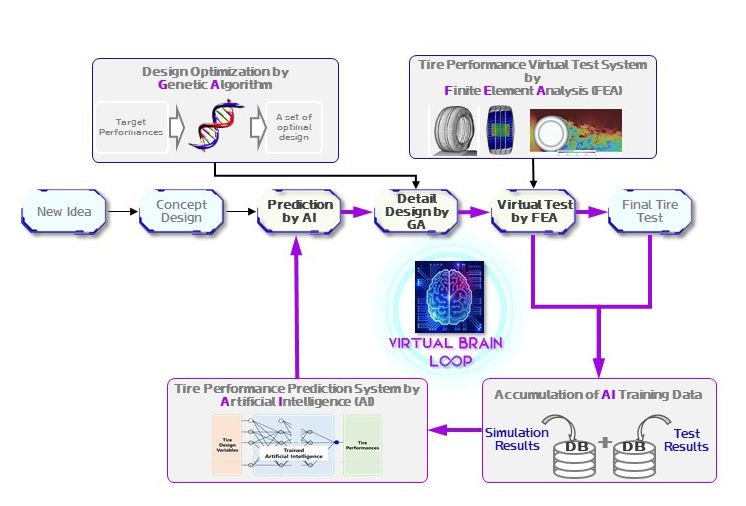 Design Optimization by
Genetic Algorithm
Target
Performances
A set of
optimal
design
Tire Performance Virtual Test System
by
Finite Element Analysis (FEA)
New Idea
Concept
Design
Prediction
by AI
Detail
Design by
GA
Virtual Test
by FEA
Final Tire
Test
VIRTUAL BRAIN
LOOP
Tire Performance Prediction System by
Artificial Intelligence (AI)
Tire
Design
Variables
Trained
Artificial Intelligence
Tire
Performances
Accumulation of AI Training Data
Simulation
Results
DB
+
DB
Test
Results